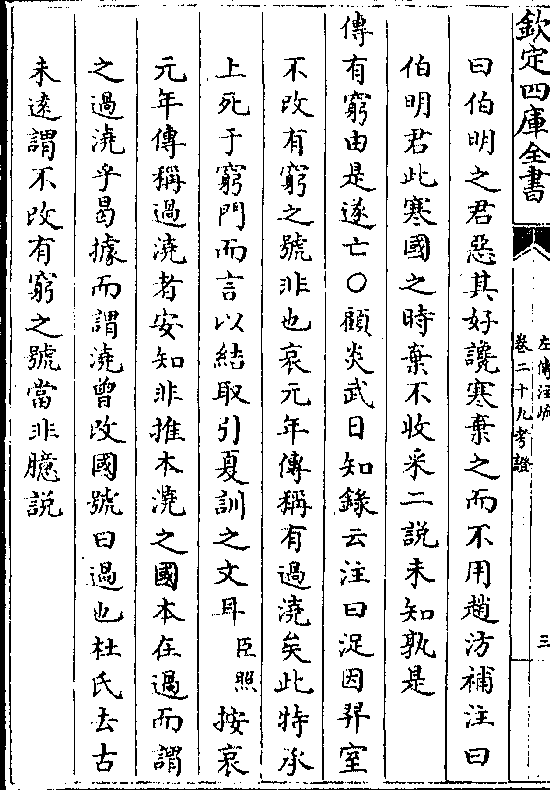 欽定四庫全書
左傳注疏
卷二十九考證
三
曰伯明之君惡其好讒寒棄之而不用趙汸補注曰
伯明君此寒國之時棄不收采二說未知孰是
傳有窮由是遂亡○顧炎武日知錄云注曰浞因羿室
不改有窮之號非也哀元年傳稱有過澆矣此特承
上死于窮門而言以結取引夏訓之文耳臣照按哀
元年傳稱過澆者安知非推本澆之國本在過而謂
之過澆乎曷據而謂澆曾改國號曰過也杜氏去古
未遠謂不改有窮之號當非臆說